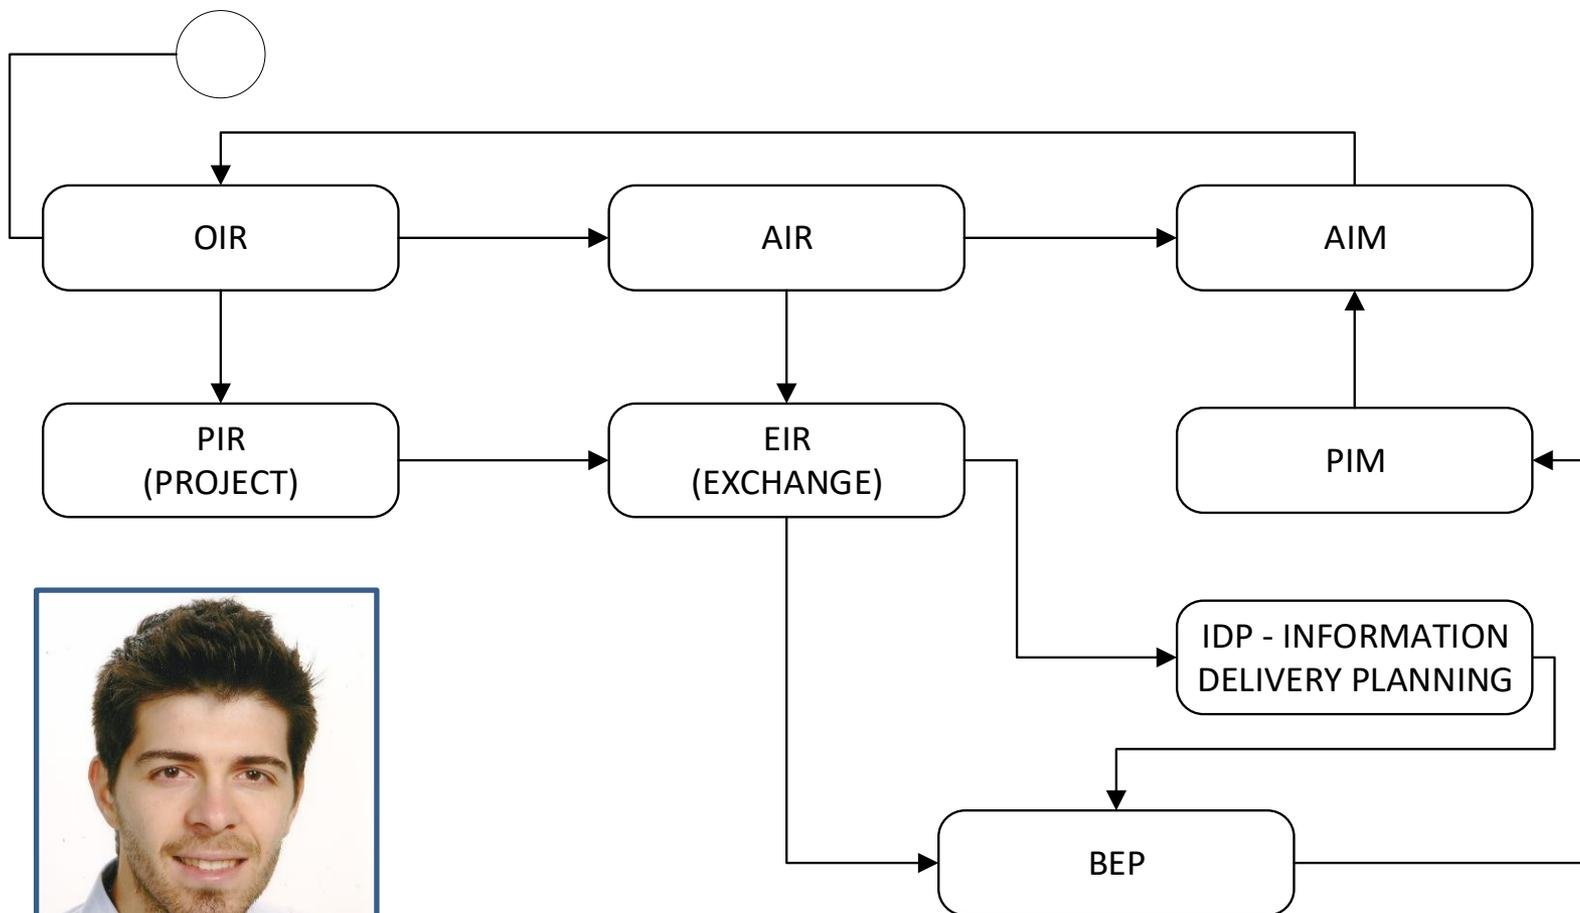 OIR
AIR
AIM
PIR
(PROJECT)
EIR
(EXCHANGE)
PIM
IDP - INFORMATION
DELIVERY PLANNING
BEP